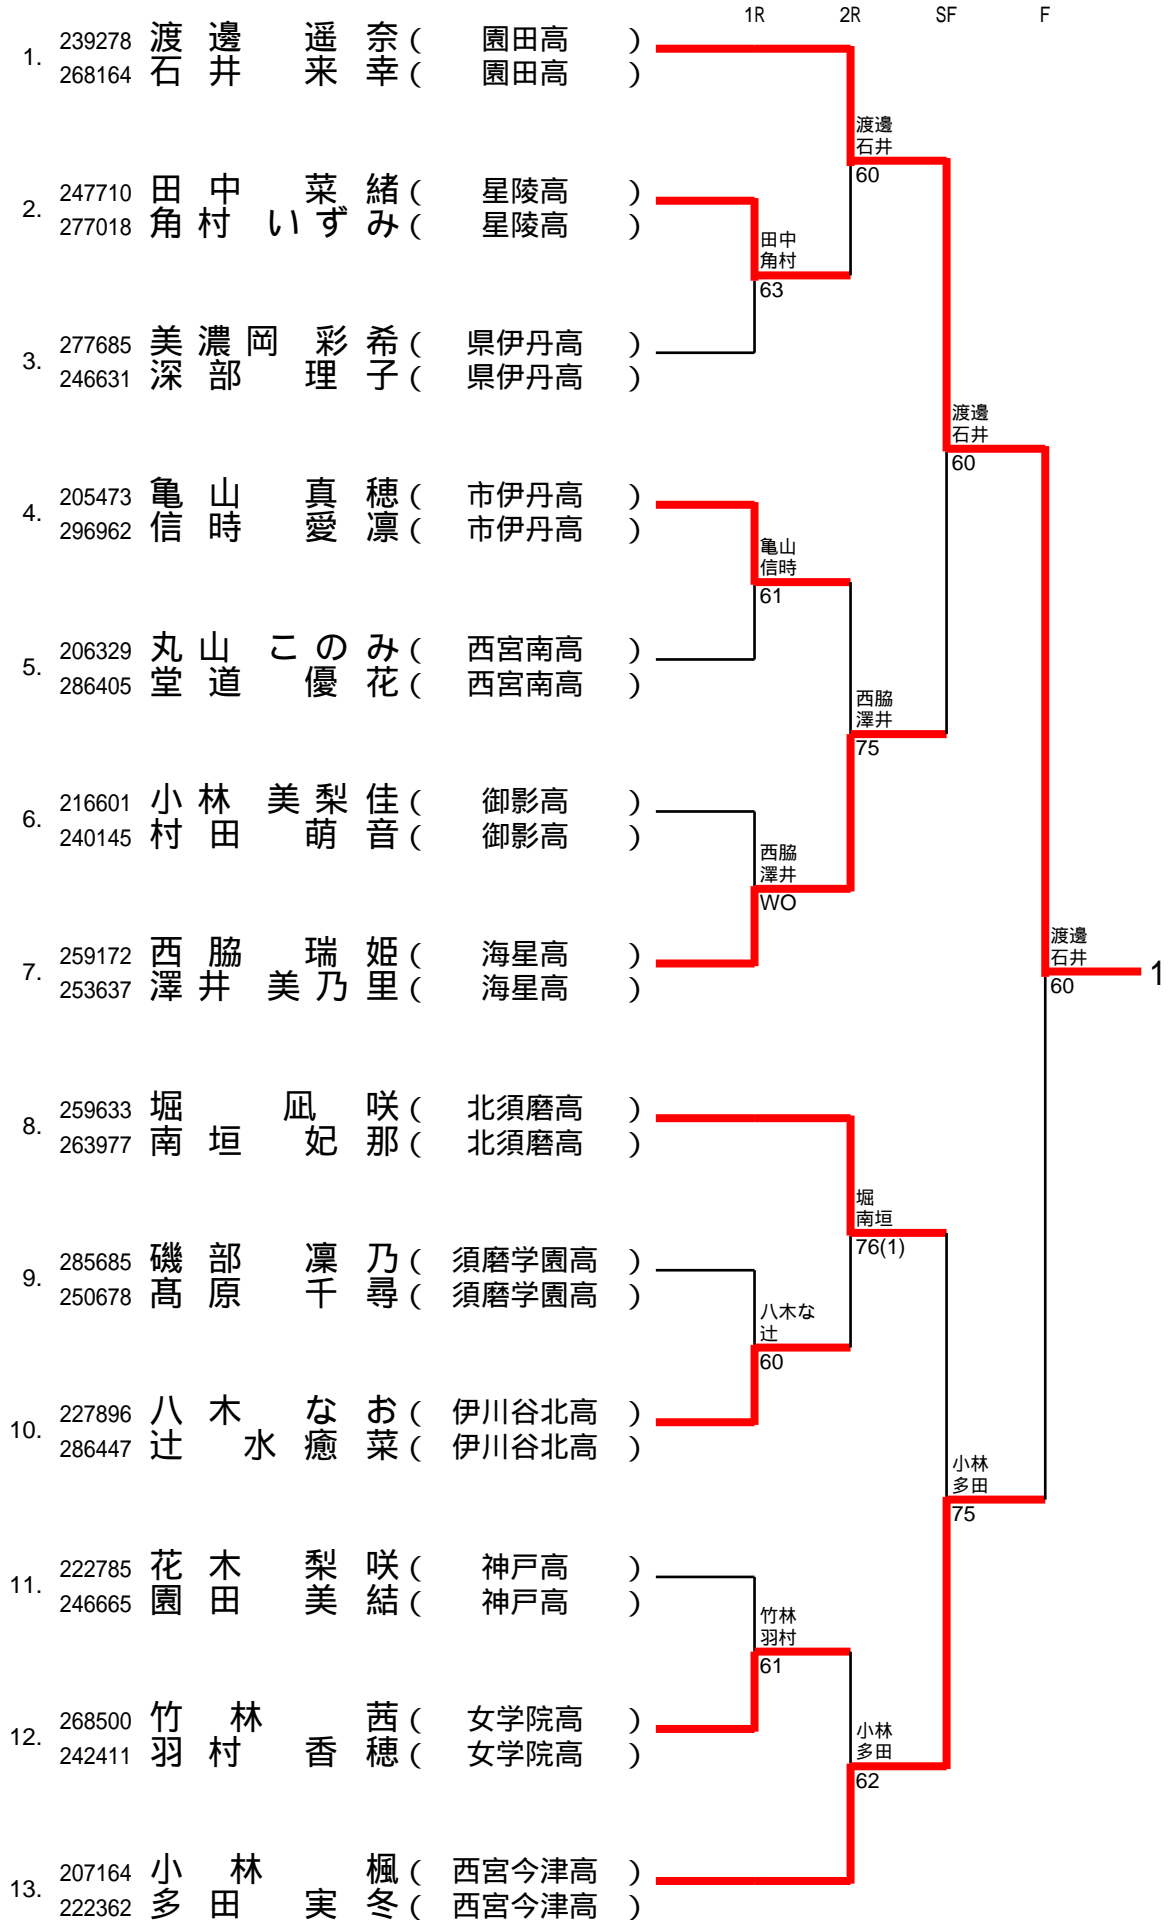 1R 2R SF F
1. 239278 渡邊 遥奈 ( 園田高 )
268164 石井 来幸 ( 園田高 )
渡邊
石井
60
2. 247710 田中 菜緒 ( 星陵高 )
277018 角村 いずみ ( 星陵高 )
田中
角村
63
3. 277685 美濃岡 彩希 ( 県伊丹高 )
246631 深部 理子 ( 県伊丹高 )
渡邊
石井
60
4. 205473 亀山 真穂 ( 市伊丹高 )
296962 信時 愛凛 ( 市伊丹高 )
亀山
信時
61
5. 206329 丸山 このみ ( 西宮南高 )
286405 堂道 優花 ( 西宮南高 )
西脇
澤井
75
6. 216601 小林 美梨佳 ( 御影高 )
240145 村田 萌音 ( 御影高 )
西脇
澤井
WO
7. 259172 西脇 瑞姫 ( 海星高 )
253637 澤井 美乃里 ( 海星高 )
渡邊
石井
60
1
8. 259633 堀 凪咲 ( 北須磨高 )
263977 南垣 妃那 ( 北須磨高 )
堀
南垣
76(1)
9. 285685 磯部 凜乃 ( 須磨学園高 )
250678 髙原 千尋 ( 須磨学園高 )
八木な
辻
60
10. 227896 八木 なお ( 伊川谷北高 )
286447 辻 水癒菜 ( 伊川谷北高 )
小林
多田
75
11. 222785 花木 梨咲 ( 神戸高 )
246665 園田 美結 ( 神戸高 )
竹林
羽村
61
12. 268500 竹林 茜 ( 女学院高 )
242411 羽村 香穂 ( 女学院高 )
小林
多田
62
13. 207164 小林 楓 ( 西宮今津高 )
222362 多田 実冬 ( 西宮今津高 )